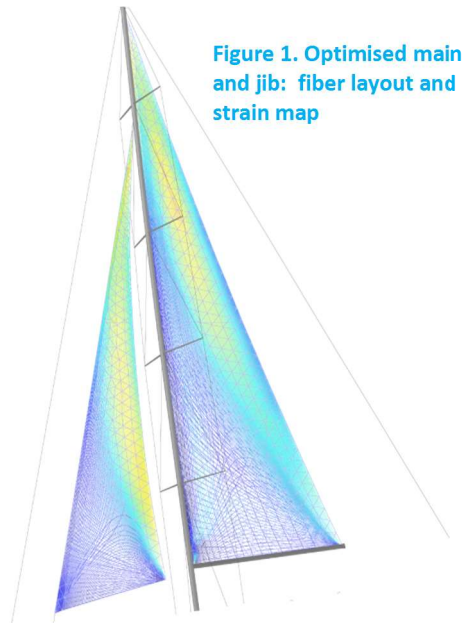 Figure 1. Optimised main
and jib:  fiber layout and
strain map